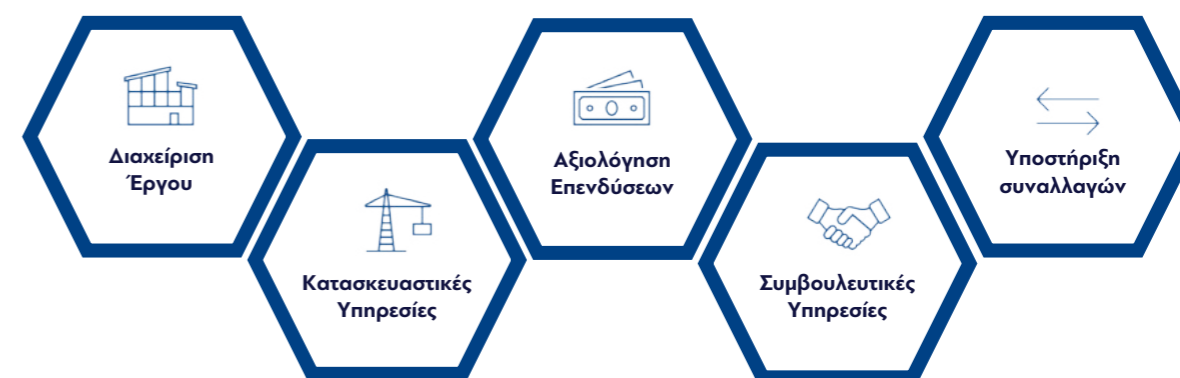 Διαχείριση
Έργου
Κατασκευαστικές
Υπηρεσίες
Αξιολόγηση
Επενδύσεων
Συμβουλευτικές
Υπηρεσίες
Υποστήριξη
συναλλαγών